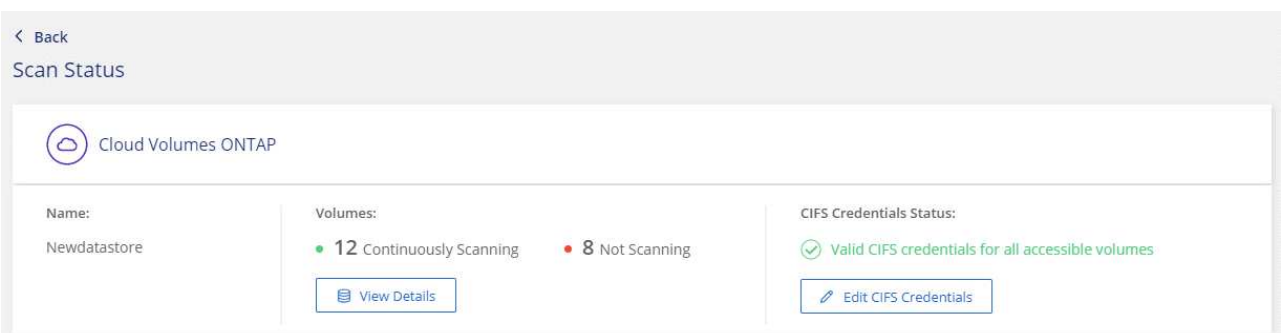 Back
Scan Status
Cloud Volumes ONTAP
Name:
Newdatastore
Volumes:
12 Continuously Scanning
8 Not Scanning
View Details
CIFS Credentials Status:
Valid CIFS credentials for all accessible volumes
Edit CIFS Credentials